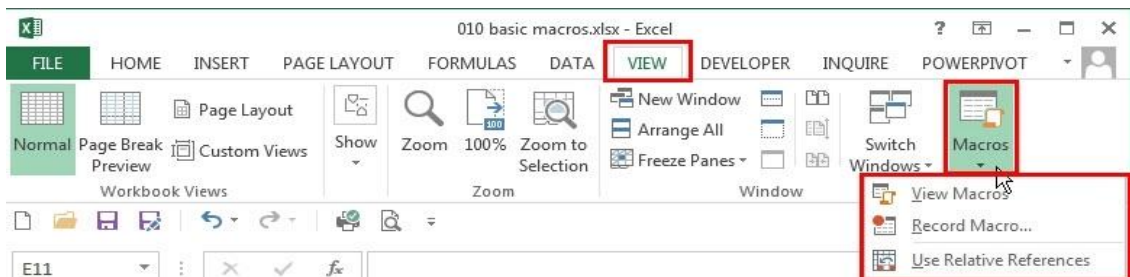 010 basic macros.xlsx - Excel
?
FILE HOME INSERT PAGE LAYOUT FORMULAS DATA VIEW DEVELOPER INQUIRE POWERPIVOT
Normal
Page Break
Preview
Page Layout
Custom Views
Workbook Views
Show
Zoom
100
100%
Zoom to
Selection
Zoom
New Window
Arrange All
Freeze Panes
Switch
Windows
Window
Macros
View Macros
Record Macro...
Use Relative References
E11
fx